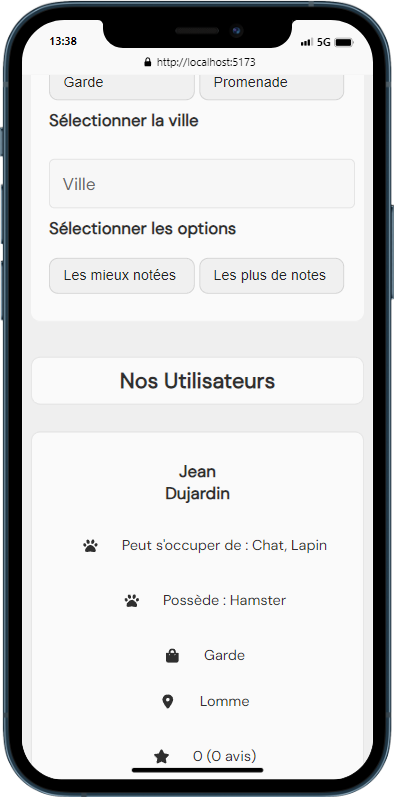 13:38 5G
http://localhost:5173
Garde Promenade
Sélectionner la ville
Ville
Sélectionner les options
Les mieux notées Les plus de notes
Nos Utilisateurs
Jean
Dujardin
Peut s'occuper de : Chat, Lapin
Possède : Hamster
Garde
Lomme
0 (0 avis)